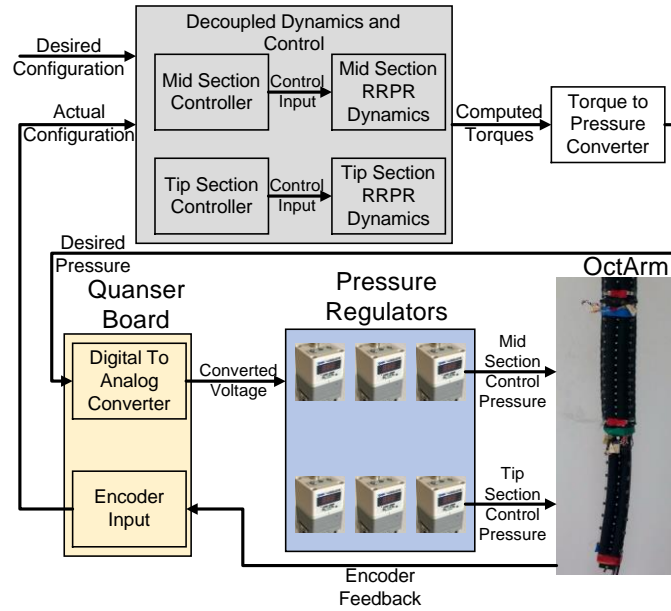 Decoupled Dynamics and
Control
Desired
Configuration
Actual
Configuration
Mid Section
Controller
Control
Input
Mid Section
RRPR
Dynamics
Tip Section
Controller
Control
Input
Tip Section
RRPR
Dynamics
Computed
Torques
Torque to
Pressure
Converter
Desired
Pressure
Quanser
Board
Digital To
Analog
Converter
Encoder
Input
Converted
Voltage
Pressure
Regulators
Mid
Section
Control
Pressure
Tip
Section
Control
Pressure
OctArm
Encoder
Feedback